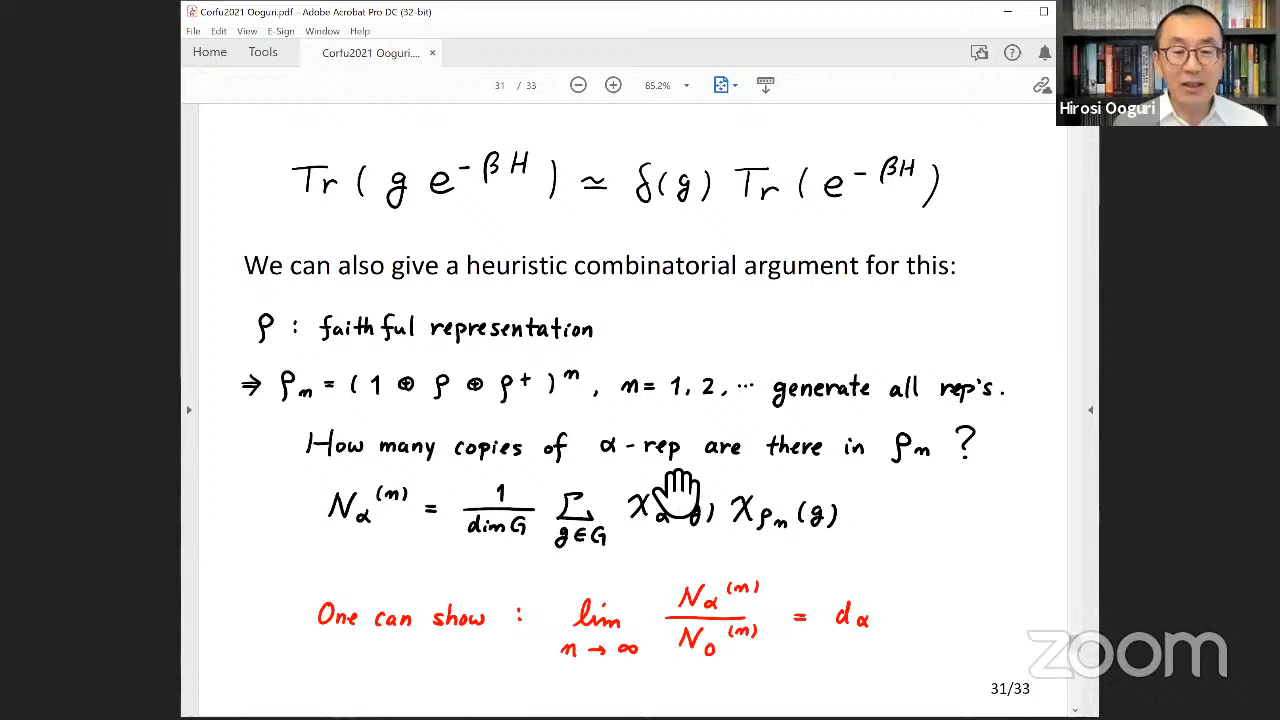 Corfu2021 Ooguri.pdf - Adobe Acrobat Pro DC (32-bit)
File Edit View E-Sign Window Help
Home Tools Corfu2021 Ooguri.... ×
31 / 33 85.2%
Hirosi Ooguri
Tr ( g e^{-βH} ) ≃ δ(g) Tr ( e^{-βH} )
We can also give a heuristic combinatorial argument for this:
ρ : faithful representation
⇒ ρ_m = ( 1 ⊕ ρ ⊕ ρ^† )^m , m = 1, 2, ··· generate all rep's.
How many copies of α-rep are there in ρ_m ?
N_α^{(m)} = 1/dim G Σ_{g∈G} χ_α g) χ_{ρ_m} (g)
One can show : lim_{n→∞} N_α^{(m)} / N_0^{(m)} = d_α
zoom
31/33